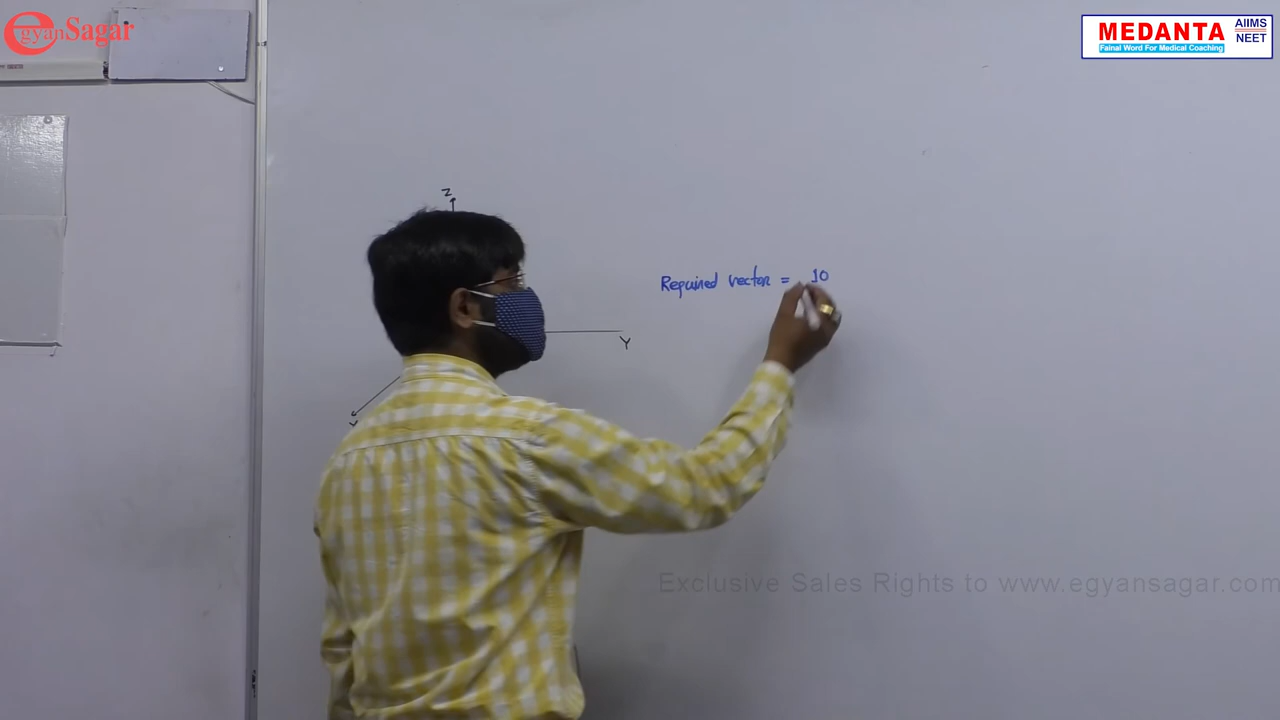 egyanSagar
MEDANTA
AIIMS
NEET
Fainal Word For Medical Coaching
Z
Required vector = 10
Y
Exclusive Sales Rights to www.egyansagar.com